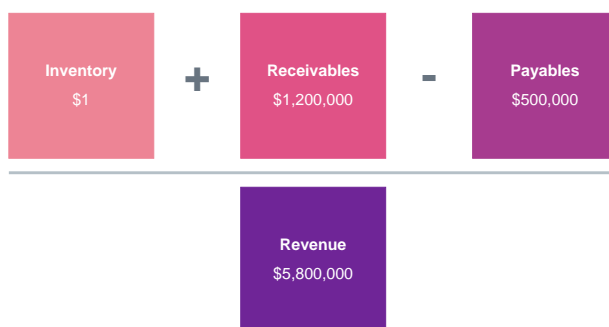 Inventory
$1
+
Receivables
$1,200,000
-
Payables
$500,000
Revenue
$5,800,000